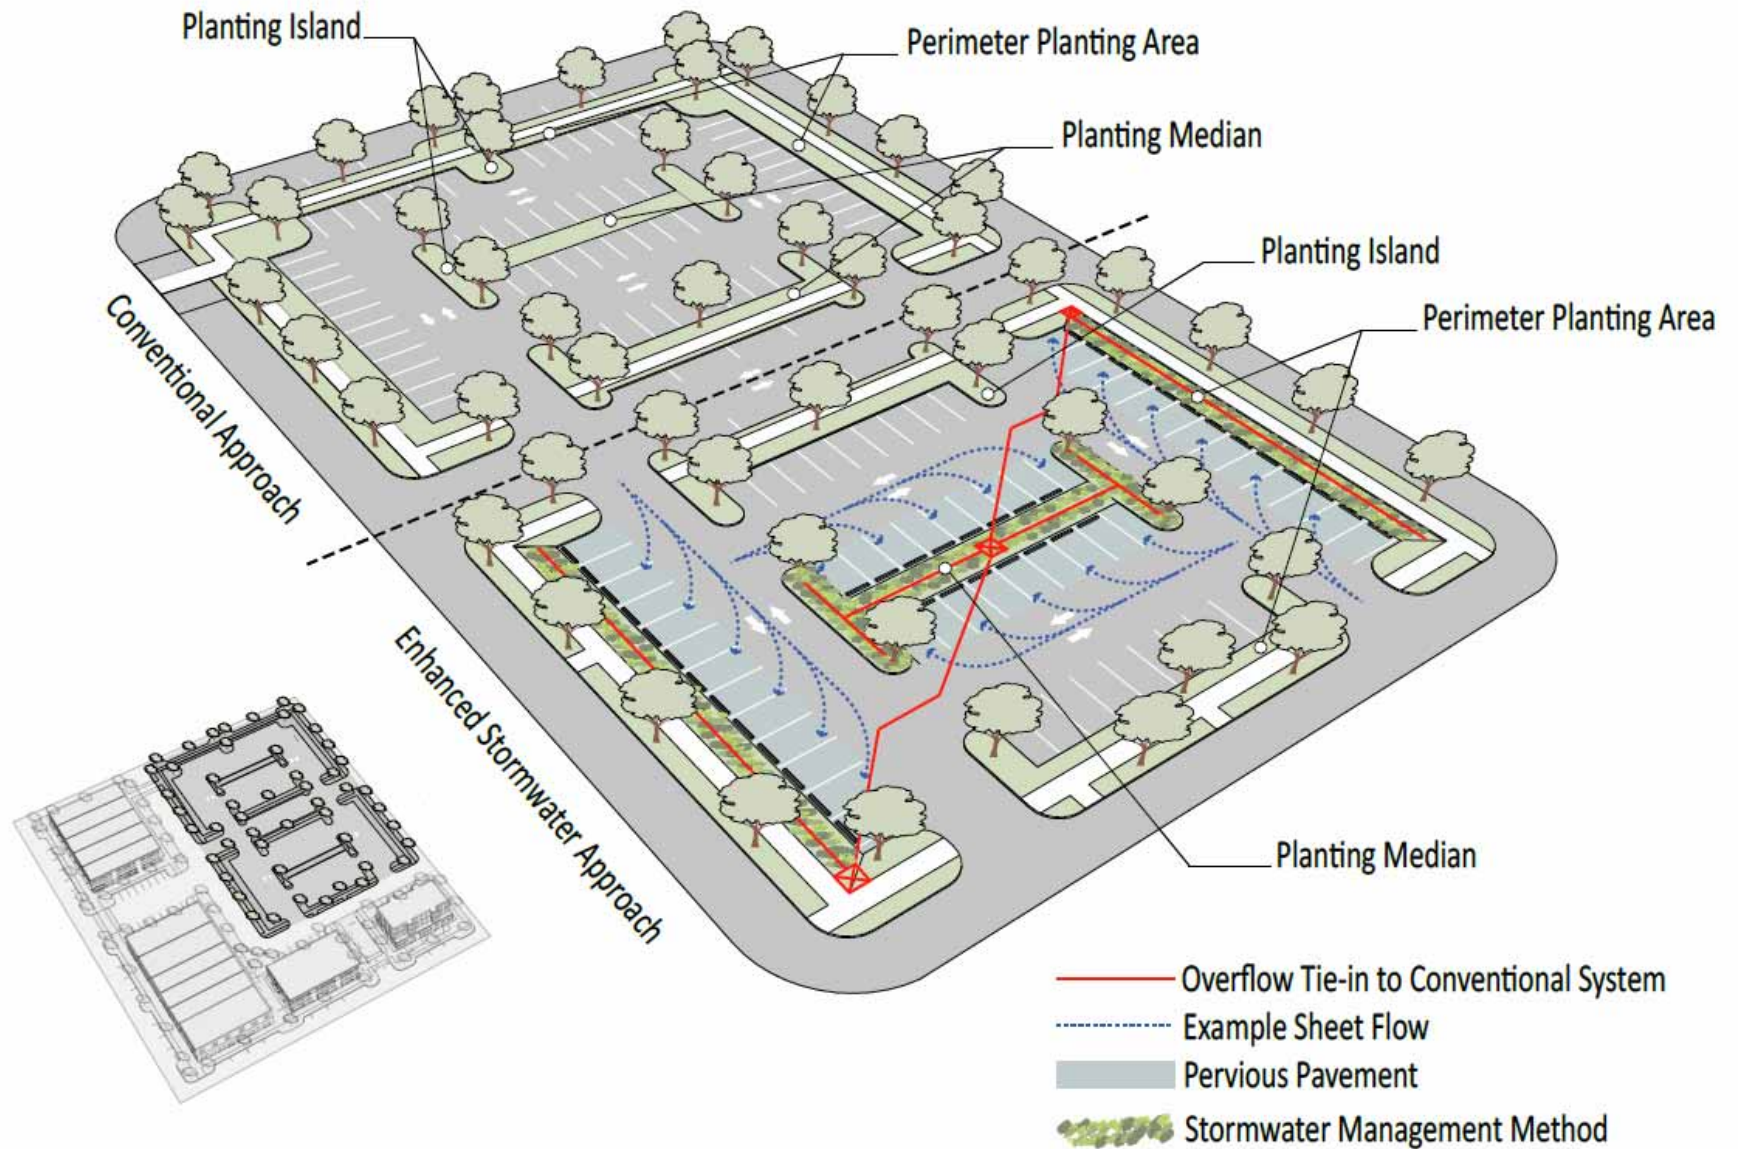 Planting Island
Perimeter Planting Area
Planting Median
Planting Island
Perimeter Planting Area
Conventional Approach
Enhanced Stormwater Approach
Planting Median
Overflow Tie-in to Conventional System
Example Sheet Flow
Pervious Pavement
Stormwater Management Method